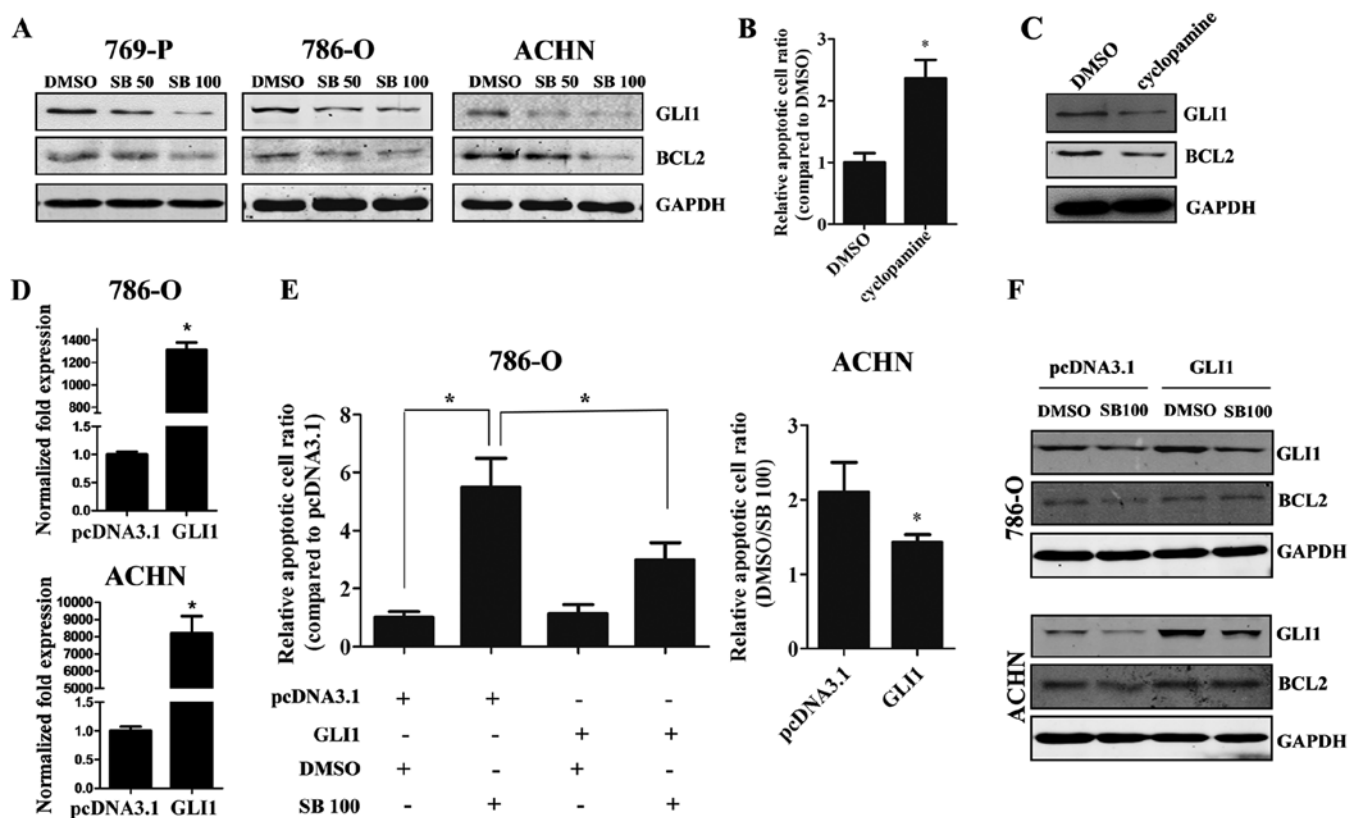 A
769-P
786-O
ACHN
DMSO SB 50 SB 100
DMSO SB 50 SB 100
DMSO SB 50 SB 100
GLI1
BCL2
GAPDH
B
Relative apoptotic cell ratio
(compared to DMSO)
3
2
1
0
*
DMSO
cyclopamine
C
DMSO
cyclopamine
GLI1
BCL2
GAPDH
D
786-O
Normalized fold expression
1400
1200
1000
800
1.0
0.5
0.0
*
pcDNA3.1 GLI1
ACHN
Normalized fold expression
10000
9000
8000
7000
6000
5000
1.0
0.5
0.0
*
pcDNA3.1 GLI1
E
786-O
Relative apoptotic cell ratio
(compared to pcDNA3.1)
8
6
4
2
0
*
*
pcDNA3.1 + + - -
GLI1 - - + +
DMSO + - + -
SB 100 - + - +
ACHN
Relative apoptotic cell ratio
(DMSO/SB 100)
3
2
1
0
*
pcDNA3.1
GLI1
F
pcDNA3.1 GLI1
DMSO SB100 DMSO SB100
786-O
GLI1
BCL2
GAPDH
ACHN
GLI1
BCL2
GAPDH